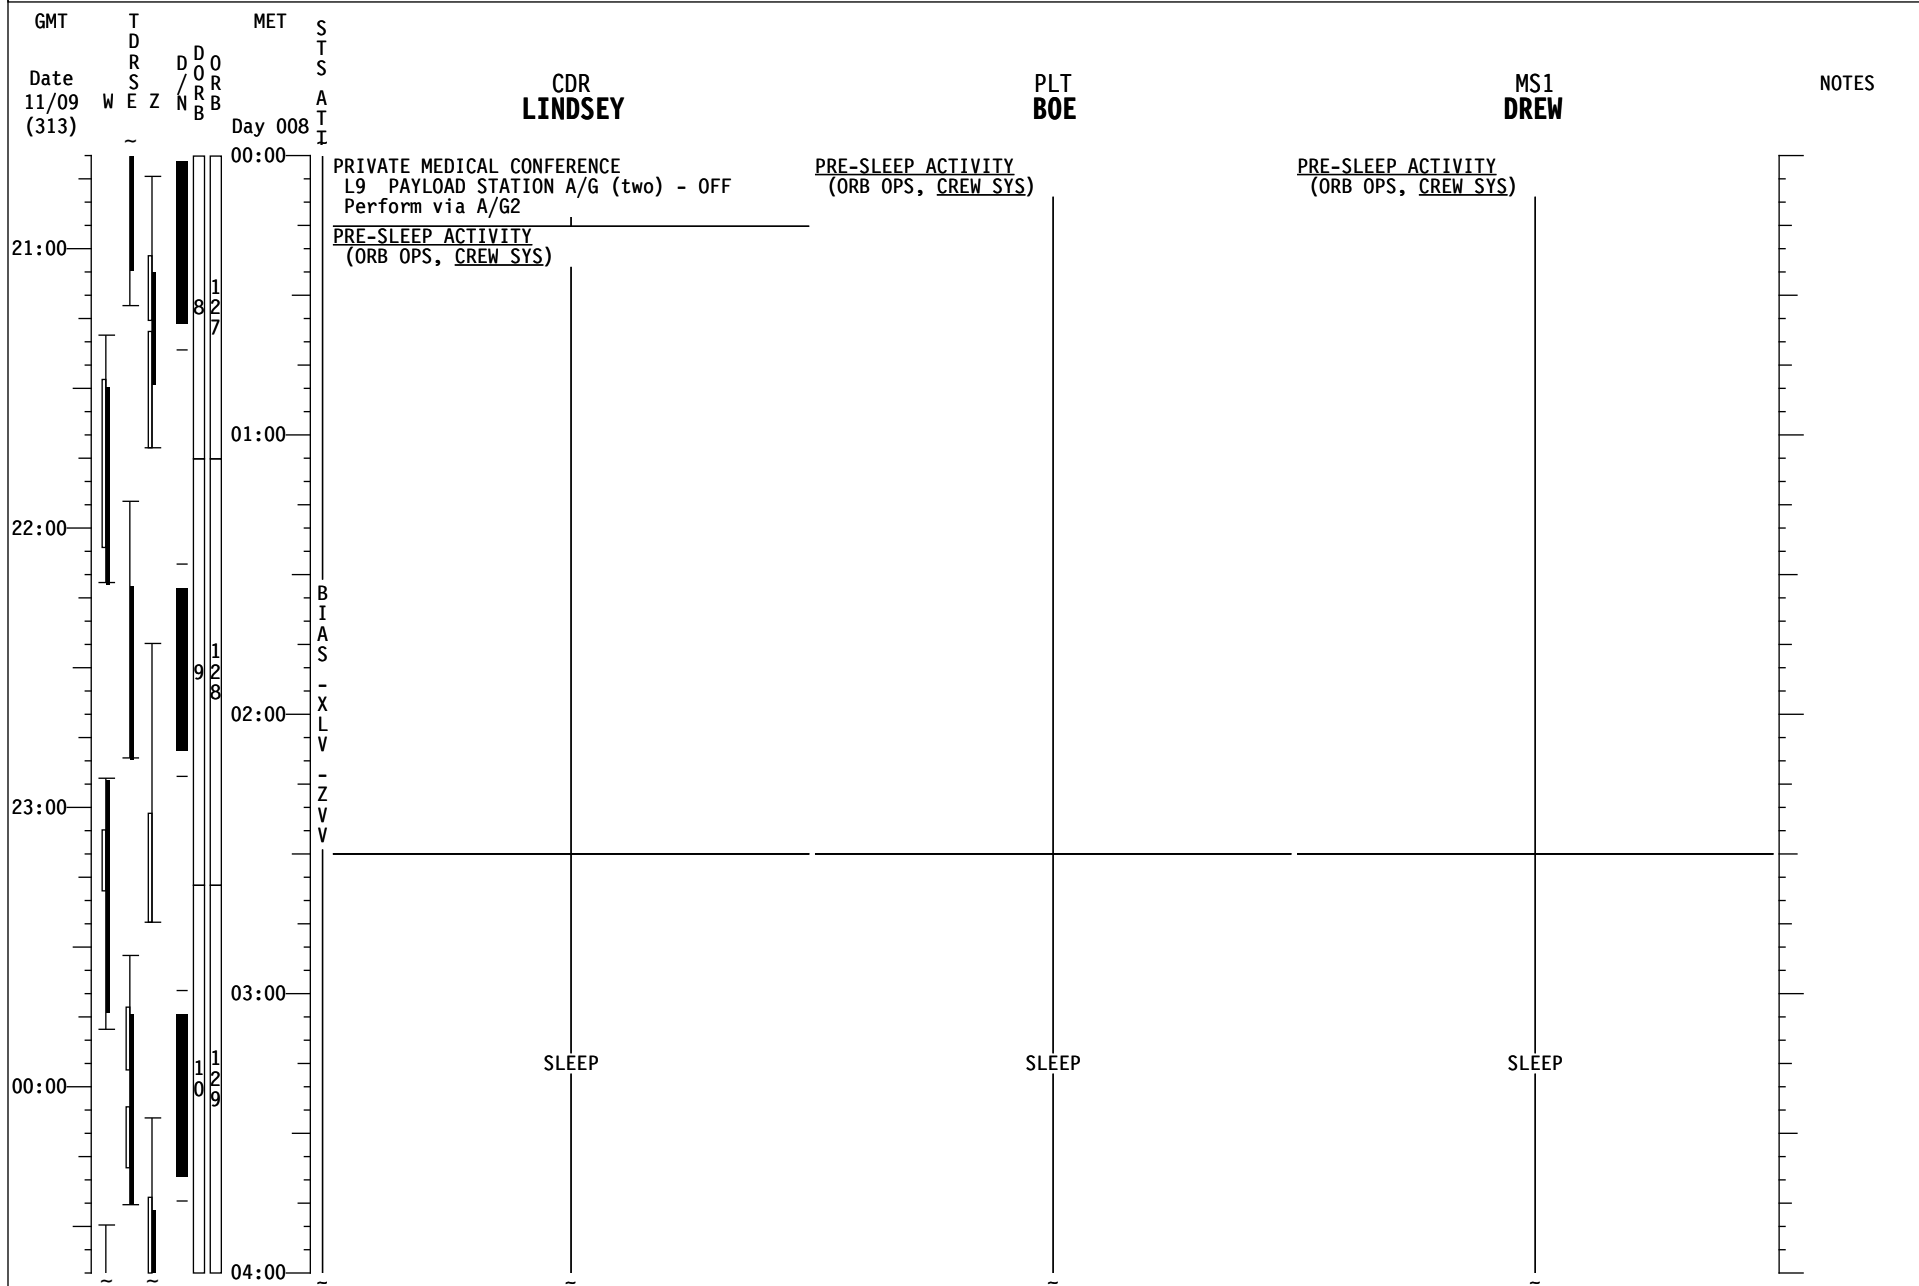 GMT
Date
11/09
(313)
TDRS
W E Z
D/N
DORB
ORB
MET
Day 008
STS ATT
CDR
LINDSEY
PLT
BOE
MS1
DREW
NOTES
~
00:00
PRIVATE MEDICAL CONFERENCE
L9 PAYLOAD STATION A/G (two) - OFF
Perform via A/G2
PRE-SLEEP ACTIVITY
(ORB OPS, CREW SYS)
PRE-SLEEP ACTIVITY
(ORB OPS, CREW SYS)
PRE-SLEEP ACTIVITY
(ORB OPS, CREW SYS)
21:00
8
127
01:00
22:00
BIAS -XLV -ZVV
9
128
02:00
23:00
03:00
SLEEP
SLEEP
SLEEP
00:00
10
129
04:00
~ ~ ~ ~ ~ ~